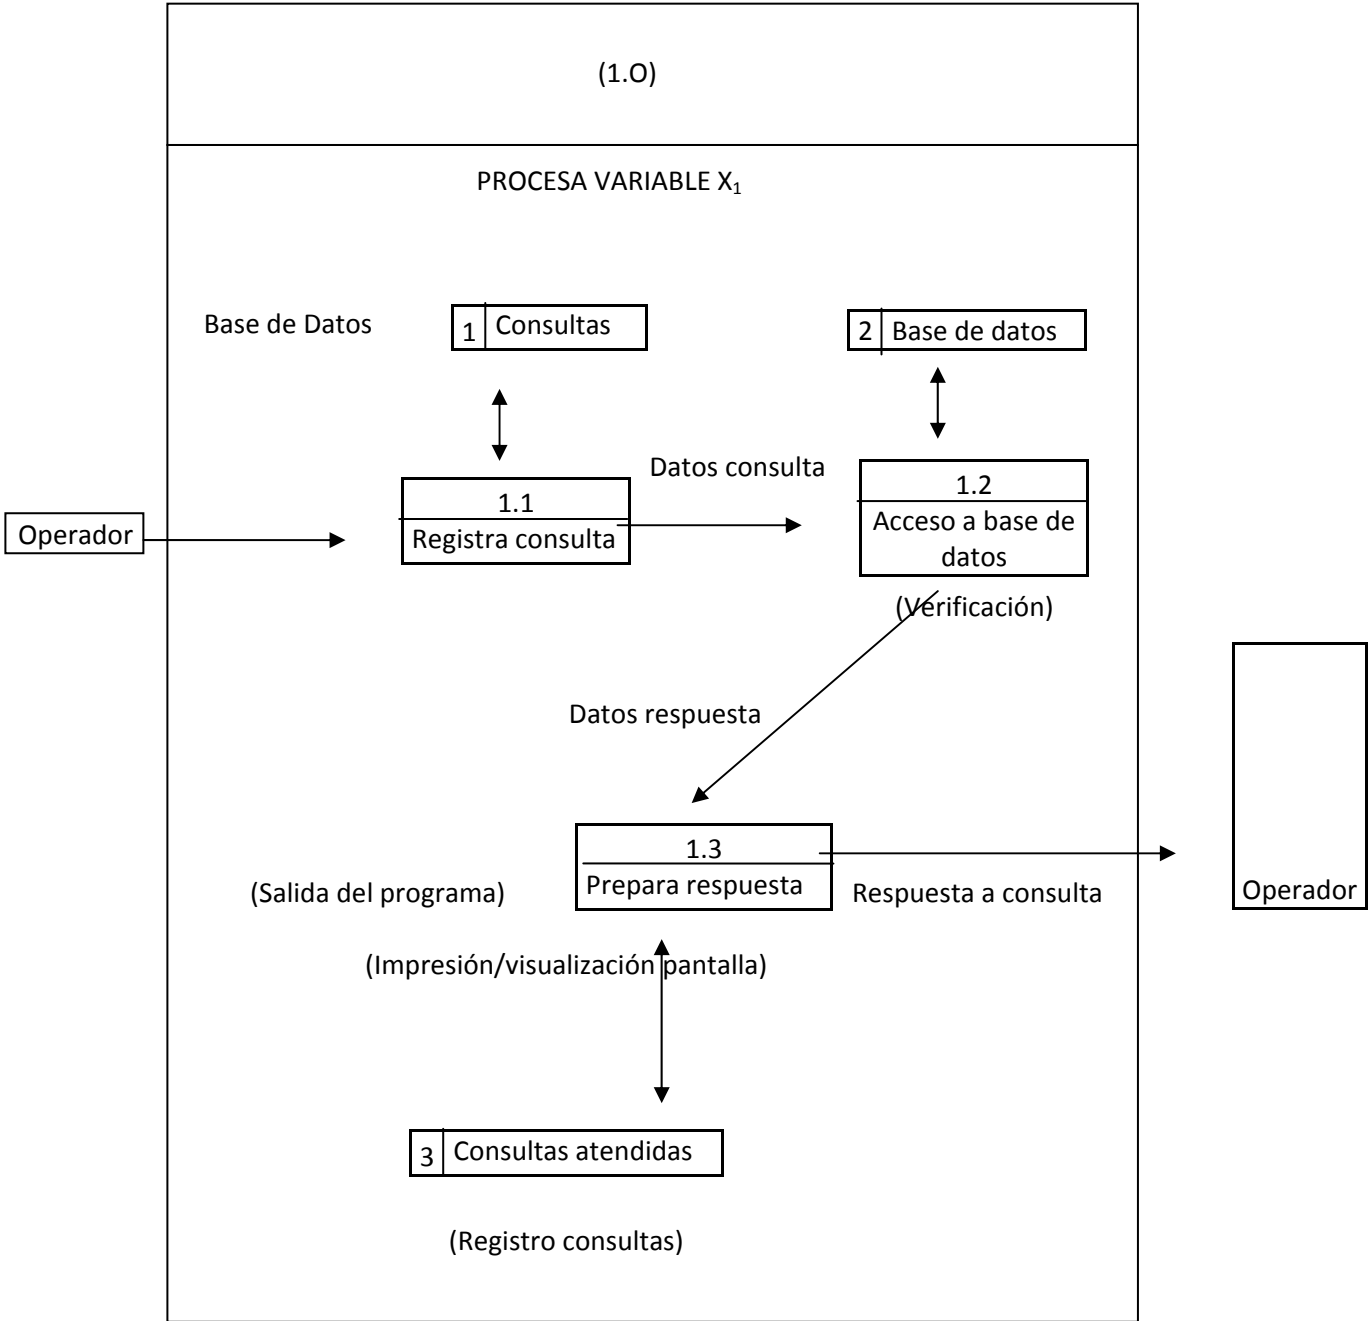 (1.O)
PROCESA VARIABLE X₁
Base de Datos
1 Consultas
2 Base de datos
Datos consulta
1.1
Registra consulta
1.2
Acceso a base de
datos
Operador
(Verificación)
Datos respuesta
1.3
Prepara respuesta
(Salida del programa)
Respuesta a consulta
Operador
(Impresión/visualización pantalla)
3 Consultas atendidas
(Registro consultas)